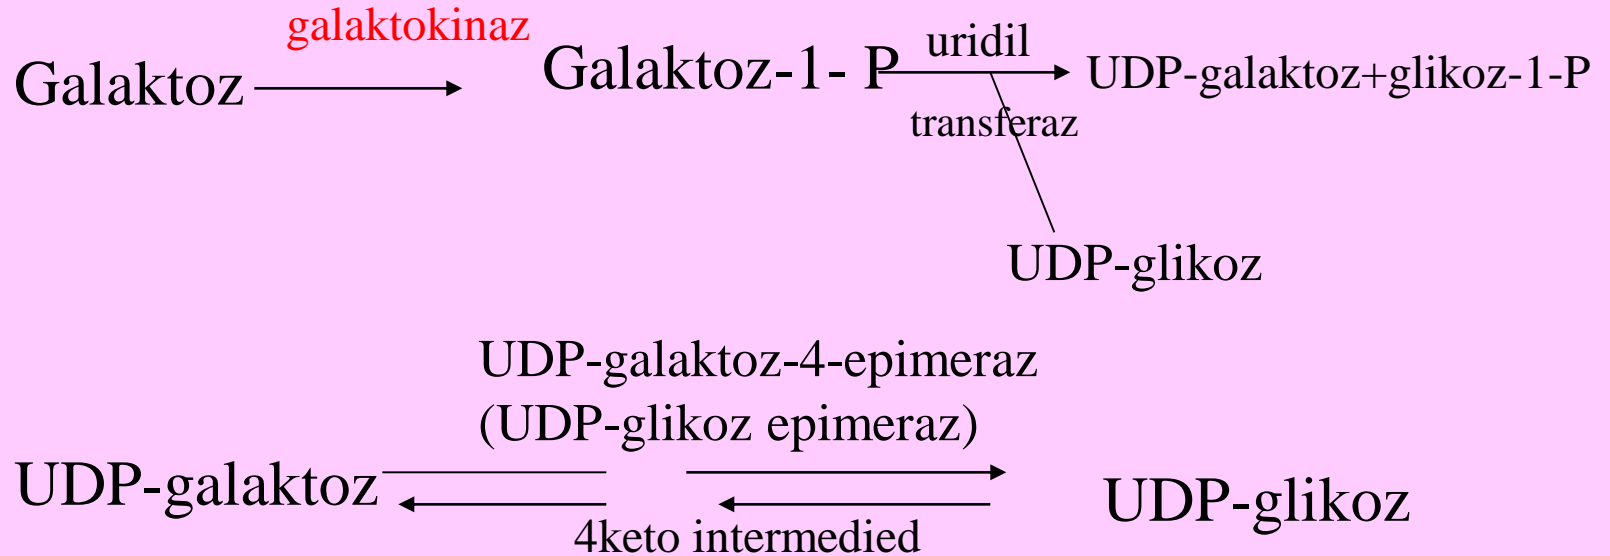 galaktokinaz
Galaktoz
Galaktoz-1- P
uridil
transferaz
UDP-galaktoz+glikoz-1-P
UDP-glikoz
UDP-galaktoz-4-epimeraz
(UDP-glikoz epimeraz)
UDP-galaktoz
UDP-glikoz
4keto intermedied